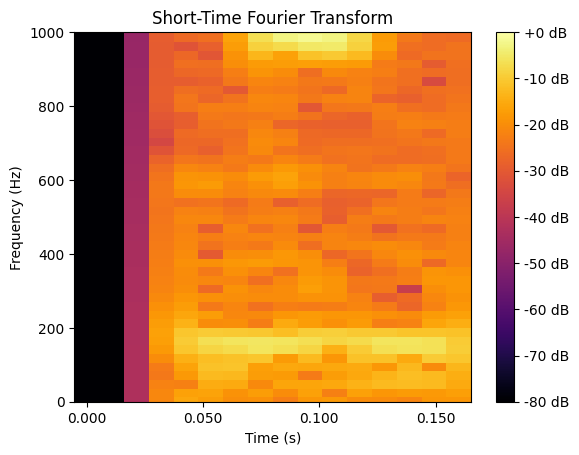 Short-Time Fourier Transform
Frequency (Hz)
1000
800
600
400
200
0
0.000
0.050
0.100
0.150
Time (s)
+0 dB
-10 dB
-20 dB
-30 dB
-40 dB
-50 dB
-60 dB
-70 dB
-80 dB